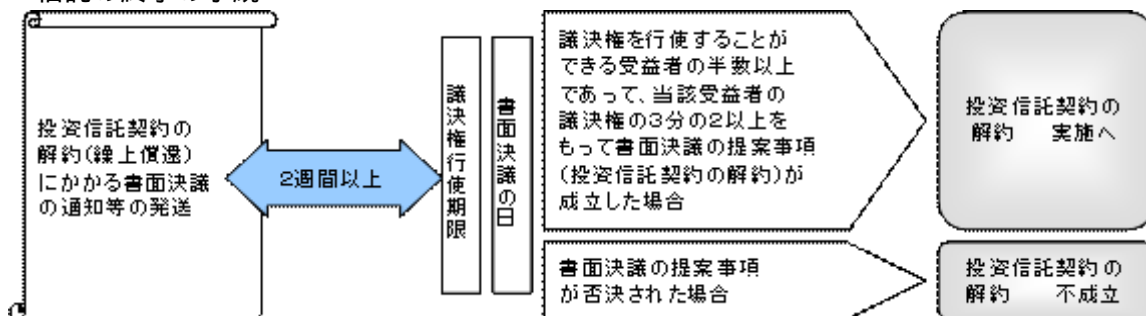 投資信託契約の
解約(繰上償還)
にかかる書面決議
の通知等の発送
2週間以上
議決権行使期限
書面決議の日
議決権を行使することが
できる受益者の半数以上
であって、当該受益者の
議決権の3分の2以上を
もって書面決議の提案事項
(投資信託契約の解約)が
成立した場合
投資信託契約の
解約 実施へ
書面決議の提案事項
が否決された場合
投資信託契約の
解約 不成立